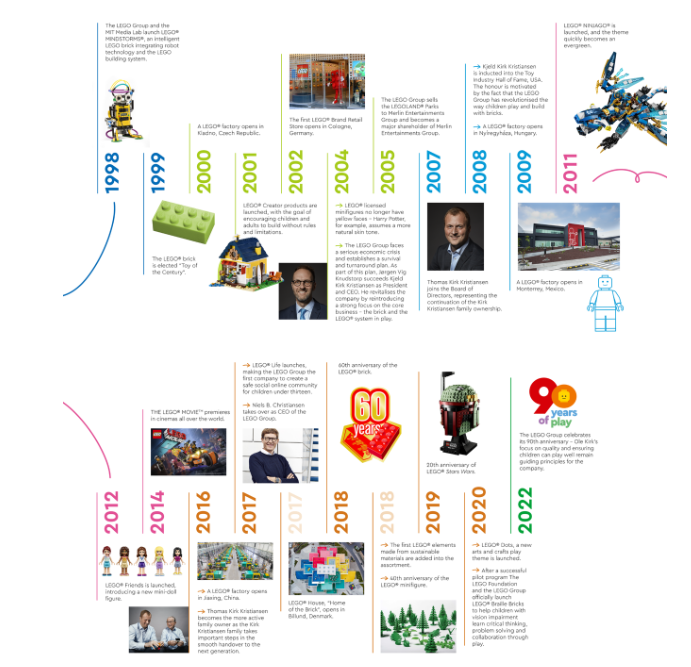 The LEGO Group and the
MIT Media Lab launch LEGO®
MINDSTORMS®, an intelligent
LEGO brick integrating robot
technology and the LEGO
building system.
1998
1999
The LEGO® brick
is elected "Toy of
the Century".
A LEGO® factory opens in
Kladno, Czech Republic.
2000
2001
LEGO® Creator products are
launched, with the goal of
encouraging children and
adults to build without rules
and limitations.
The first LEGO® Brand Retail
Store opens in Cologne,
Germany.
2002
2004
→ LEGO® licensed
minifigures no longer have
yellow faces – Harry Potter,
for example, assumes a more
natural skin tone.
→ The LEGO Group faces
a serious economic crisis
and establishes a survival
and turnaround plan. As
part of this plan, Jørgen Vig
Knudstorp succeeds Kjeld
Kirk Kristiansen as President
and CEO. He revitalises the
company by reintroducing
a strong focus on the core
business – the brick and the
LEGO® system in play.
The LEGO Group sells
the LEGOLAND® Parks
to Merlin Entertainments
Group and becomes a
major shareholder of Merlin
Entertainments Group.
2005
2007
Thomas Kirk Kristiansen
joins the Board of
Directors, representing the
continuation of the Kirk
Kristiansen family ownership.
→ Kjeld Kirk Kristiansen
is inducted into the Toy
Industry Hall of Fame, USA.
The honour is motivated
by the fact that the LEGO
Group has revolutionised the
way children play and build
with bricks.
→ A LEGO® factory opens
in Nyíregyháza, Hungary.
2008
2009
A LEGO® factory opens in
Monterrey, Mexico.
LEGO® NINJAGO® is
launched, and the theme
quickly becomes an
evergreen.
2011
2012
LEGO® Friends is launched,
introducing a new mini-doll
figure.
THE LEGO® MOVIE™ premieres
in cinemas all over the world.
2014
2016
→ A LEGO® factory opens
in Jiaxing, China.
→ Thomas Kirk Kristiansen
becomes the more active
family owner as the Kirk
Kristiansen family takes
important steps in the
smooth handover to the
next generation.
→ LEGO® Life launches,
making the LEGO Group the
first company to create a
safe social online community
for children under thirteen.
→ Niels B. Christiansen
takes over as CEO of the
LEGO Group.
2017
2017
LEGO® House, "Home
of the Brick", opens in
Billund, Denmark.
60th anniversary of the
LEGO® brick.
60
years
2018
2018
→ The first LEGO® elements
made from sustainable
materials are added into the
assortment.
→ 40th anniversary of the
LEGO® minifigure.
20th anniversary of
LEGO® Star Wars.
2019
2020
→ LEGO® Dots, a new
arts and crafts play
theme is launched.
→ After a successful
pilot program The
LEGO Foundation
and the LEGO Group
officially launch
LEGO® Braille Bricks
to help children with
vision impairment
learn critical thinking,
problem solving and
collaboration through
play.
90
years
of play
The LEGO Group celebrates
its 90th anniversary – Ole Kirk's
focus on quality and ensuring
children can play well remain
guiding principles for the
company.
2022